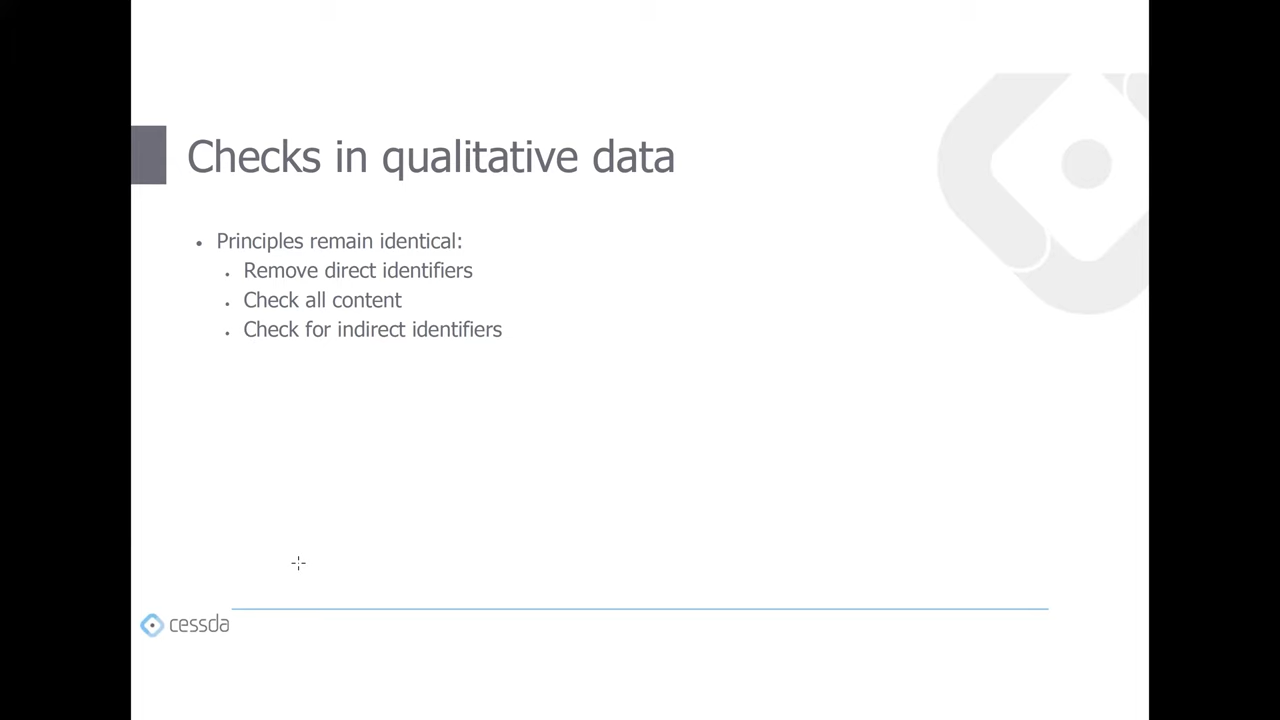 Checks in qualitative data
• Principles remain identical:
• Remove direct identifiers
• Check all content
• Check for indirect identifiers
cessda